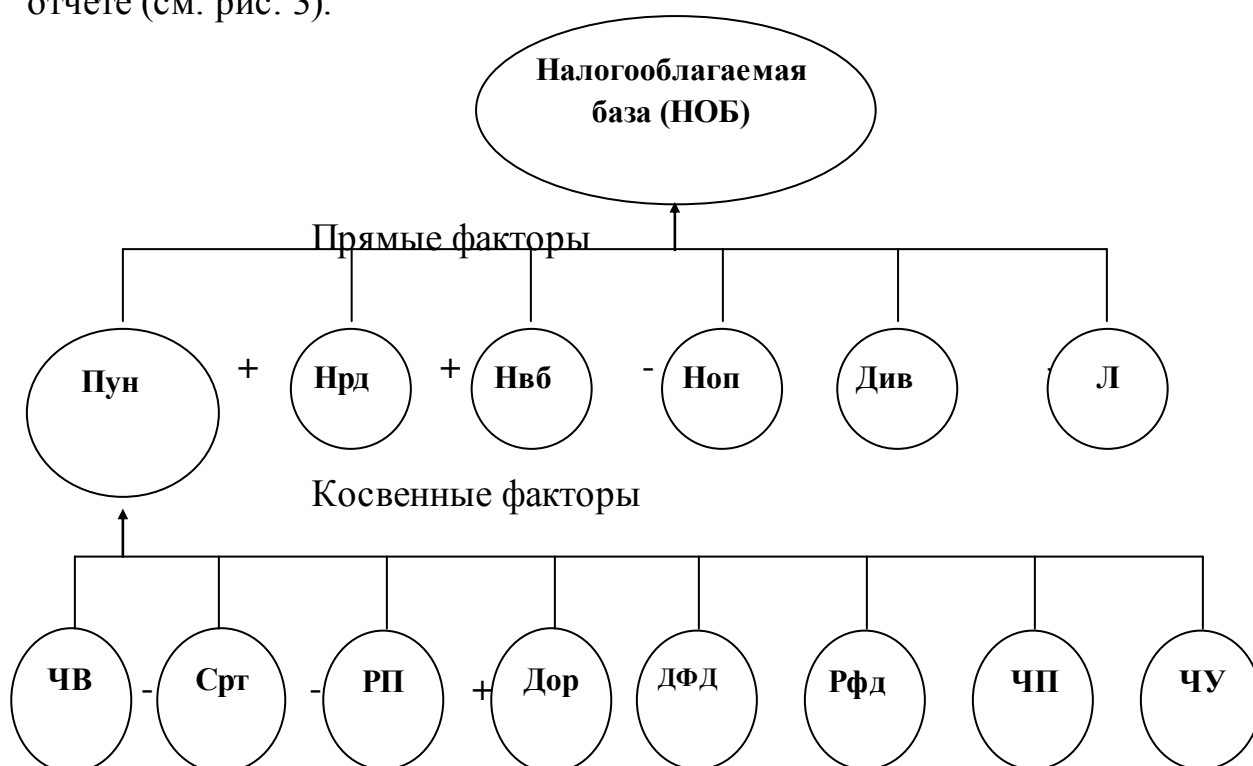 отчете (см. рис. 3).
Налогооблагаемая
база (НОБ)
Прямые факторы
Пун + Нрд + Нвб - Ноп Див Л
Косвенные факторы
ЧВ - Срт - РП + Дор ДФД Рфд ЧП ЧУ